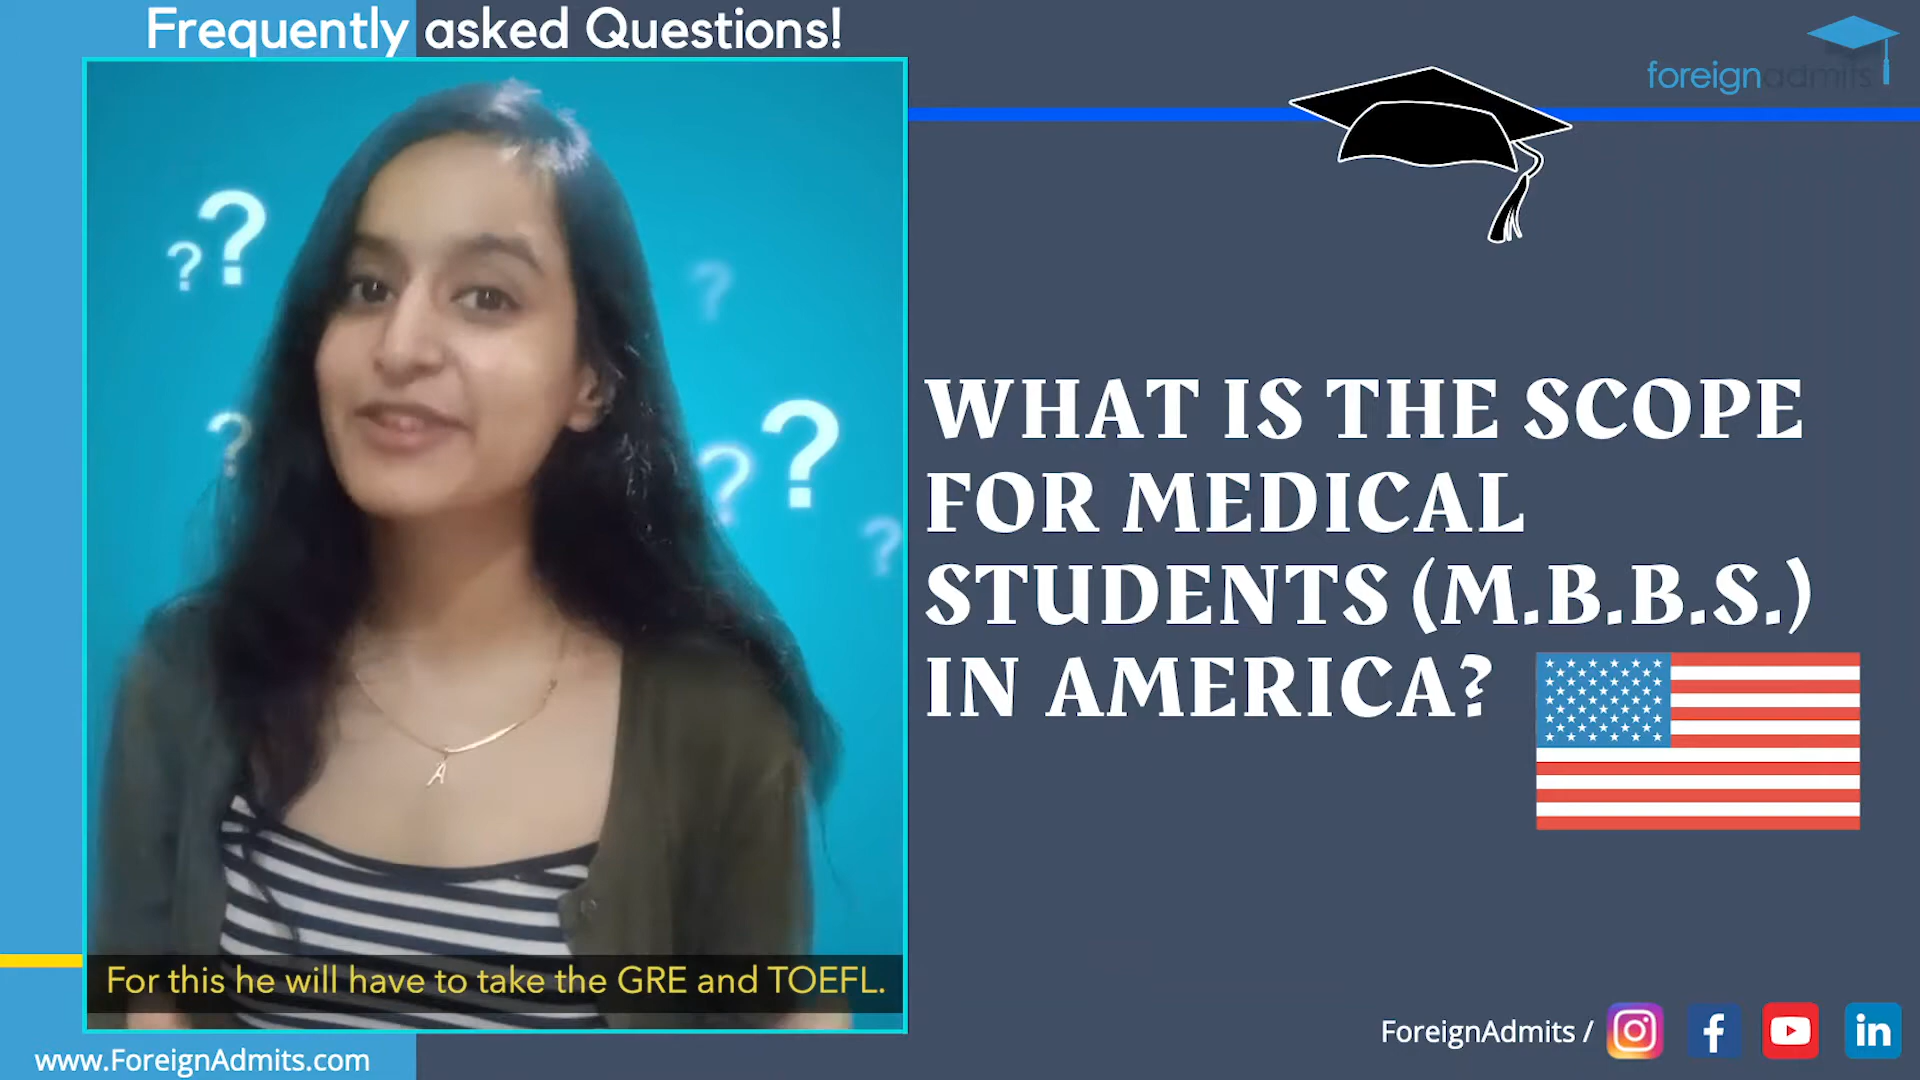 Frequently asked Questions!
foreignadmits
WHAT IS THE SCOPE
FOR MEDICAL
STUDENTS (M.B.B.S.)
IN AMERICA?
A
For this he will have to take the GRE and TOEFL.
ForeignAdmits /
www.ForeignAdmits.com